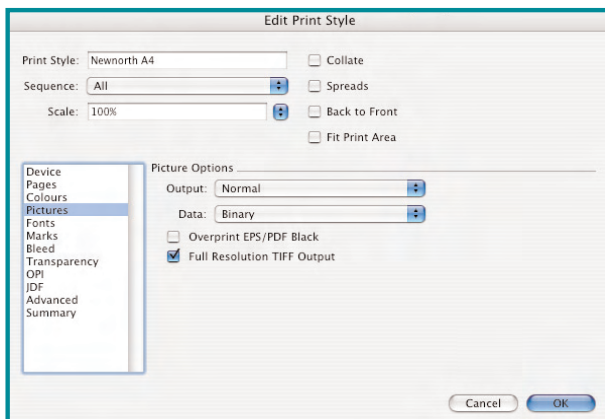 Edit Print Style
Print Style: Newnorth A4
Collate
Sequence: All
Spreads
Scale: 100%
Back to Front
Fit Print Area
Device
Pages
Colours
Pictures
Fonts
Marks
Bleed
Transparency
OPI
JDF
Advanced
Summary
Picture Options
Output: Normal
Data: Binary
Overprint EPS/PDF Black
Full Resolution TIFF Output
Cancel
OK